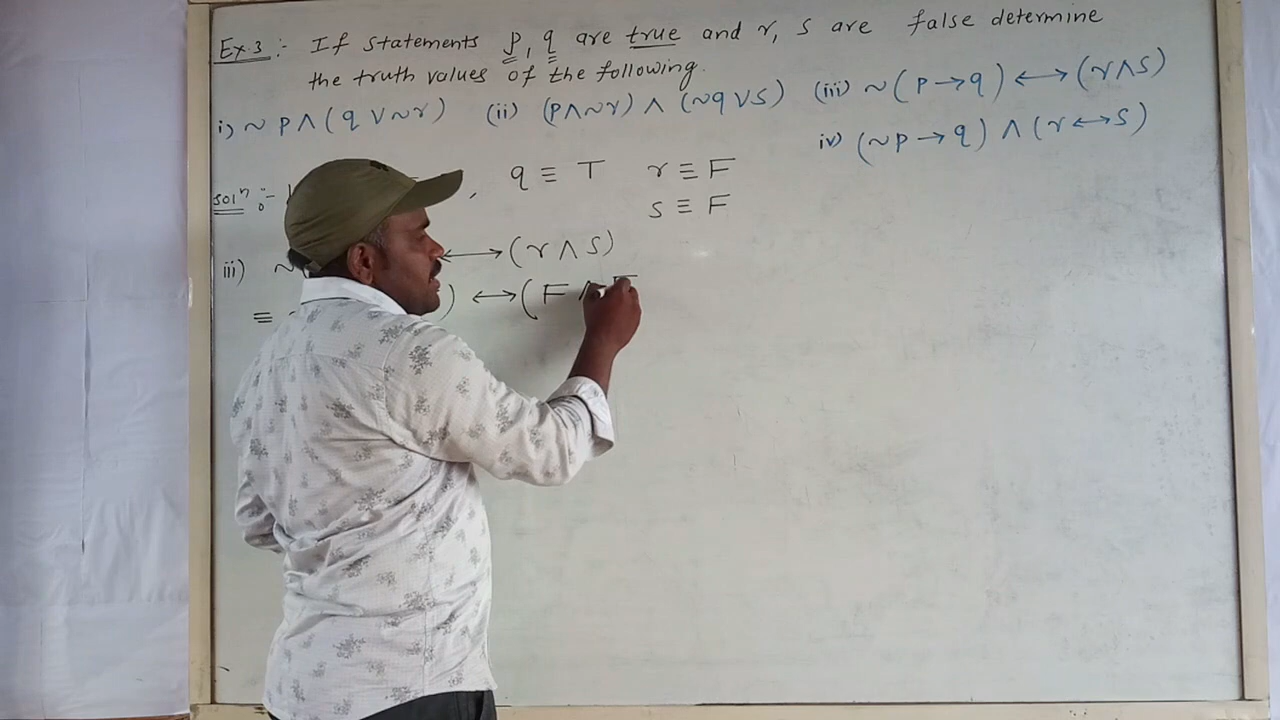 Ex.3 :- If statements p, q are true and r, s are false determine
the truth values of the following.
i) ~ p ∧ ( q ∨ ~ r ) (ii) (p ∧ ~ r) ∧ (~q ∨ s) (iii) ~ ( p → q ) ↔ ( r ∧ s )
iv) (~p → q) ∧ (r ↔ s)
solⁿ :- , q ≡ T r ≡ F
s ≡ F
iii) ~ ↔ ( r ∧ s )
≡ ) ↔ ( F ∧ F